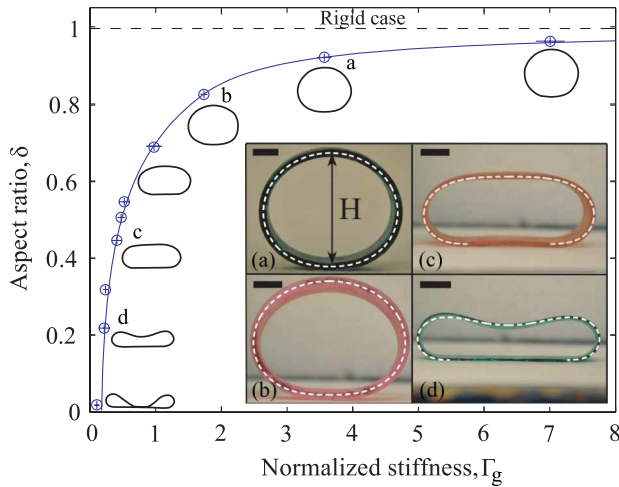 Rigid case
1
0.8
0.6
0.4
0.2
0
Aspect ratio, δ
a
b
c
d
H
(a)
(c)
(b)
(d)
0 1 2 3 4 5 6 7 8
Normalized stiffness, Γg